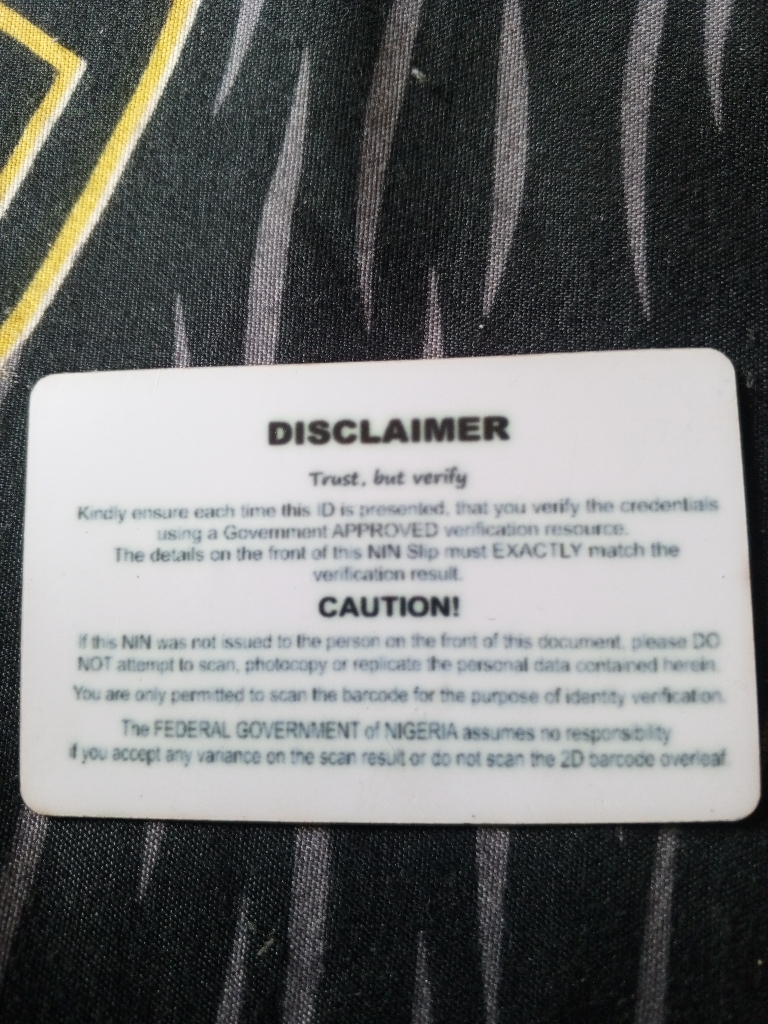 DISCLAIMER
Trust, but verify
Kindly ensure each time this ID is presented, that you verify the credentials
using a Government APPROVED verification resource.
The details on the front of this NIN Slip must EXACTLY match the
verification result.
CAUTION!
If this NIN was not issued to the person on the front of this document, please DO
NOT attempt to scan, photocopy or replicate the personal data contained herein.
You are only permitted to scan the barcode for the purpose of identity verification.
The FEDERAL GOVERNMENT of NIGERIA assumes no responsibility
if you accept any variance on the scan result or do not scan the 2D barcode overleaf